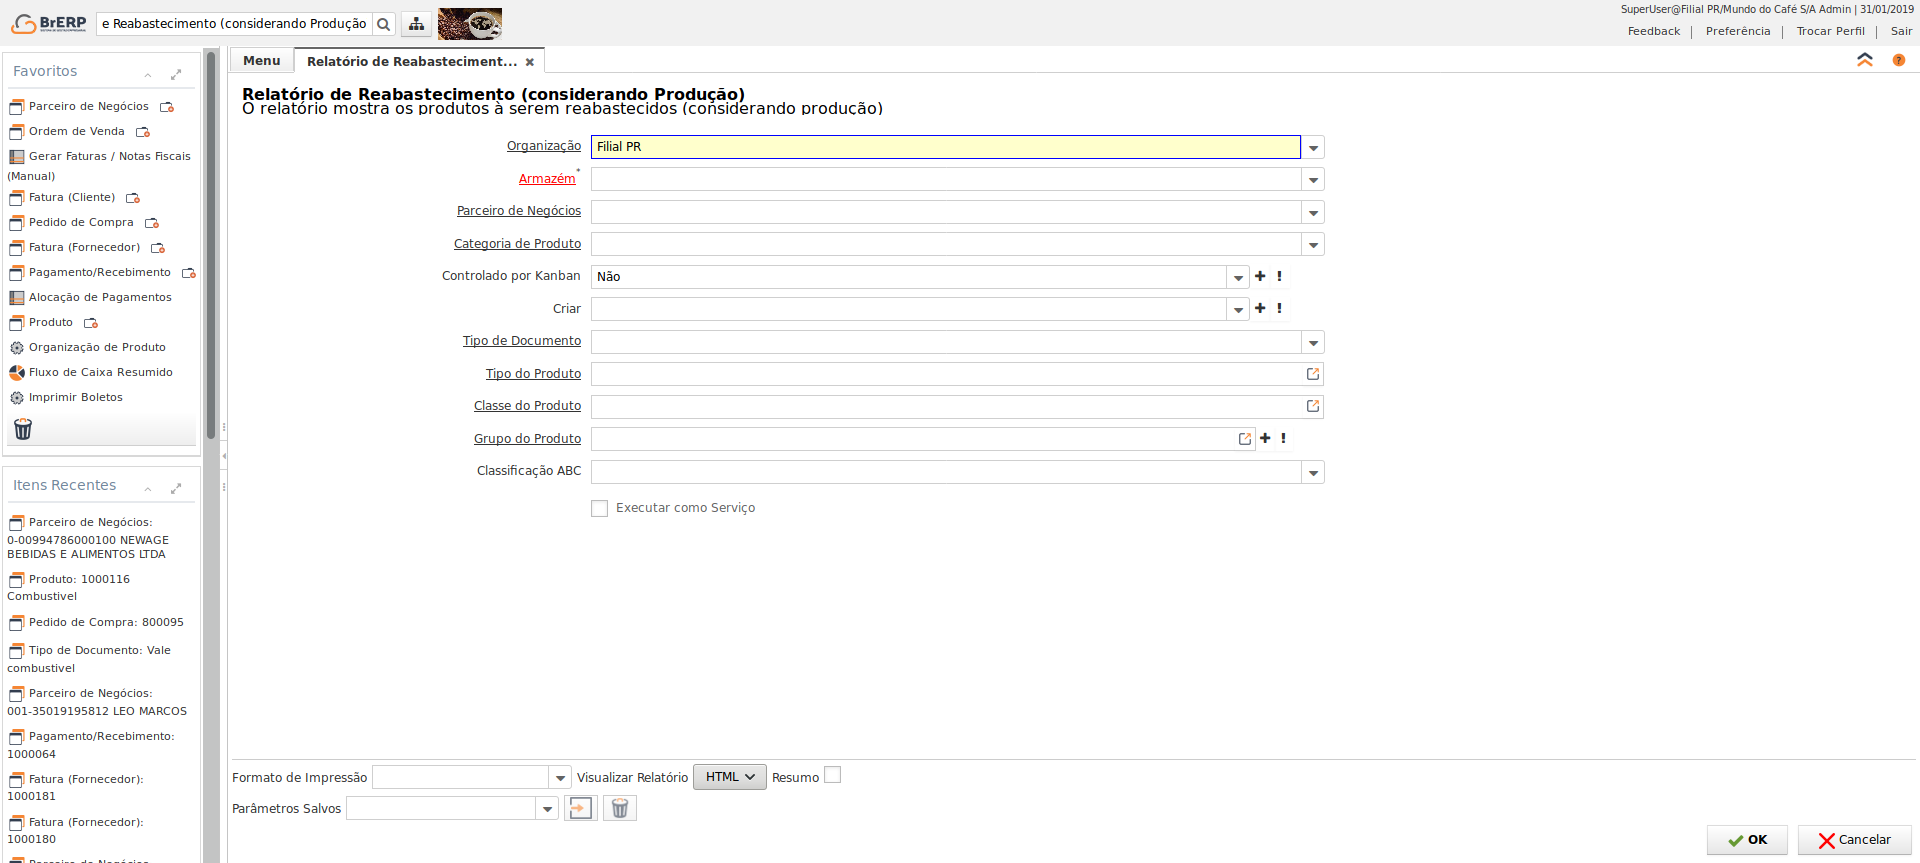 BrERP
e Reabastecimento (considerando Produção
SuperUser@Filial PR/Mundo do Café S/A Admin | 31/01/2019
Feedback | Preferência | Trocar Perfil | Sair
Favoritos
Parceiro de Negócios
Ordem de Venda
Gerar Faturas / Notas Fiscais
(Manual)
Fatura (Cliente)
Pedido de Compra
Fatura (Fornecedor)
Pagamento/Recebimento
Alocação de Pagamentos
Produto
Organização de Produto
Fluxo de Caixa Resumido
Imprimir Boletos
Itens Recentes
Parceiro de Negócios:
0-00994786000100 NEWAGE
BEBIDAS E ALIMENTOS LTDA
Produto: 1000116
Combustivel
Pedido de Compra: 800095
Tipo de Documento: Vale
combustivel
Parceiro de Negócios:
001-35019195812 LEO MARCOS
Pagamento/Recebimento:
1000064
Fatura (Fornecedor):
1000181
Fatura (Fornecedor):
1000180
Parceiro de Negócios
Menu
Relatório de Reabasteciment...
Relatório de Reabastecimento (considerando Produção)
O relatório mostra os produtos à serem reabastecidos (considerando produção)
Organização Filial PR
Armazém*
Parceiro de Negócios
Categoria de Produto
Controlado por Kanban Não
Criar
Tipo de Documento
Tipo do Produto
Classe do Produto
Grupo do Produto
Classificação ABC
Executar como Serviço
Formato de Impressão Visualizar Relatório HTML Resumo
Parâmetros Salvos
OK Cancelar